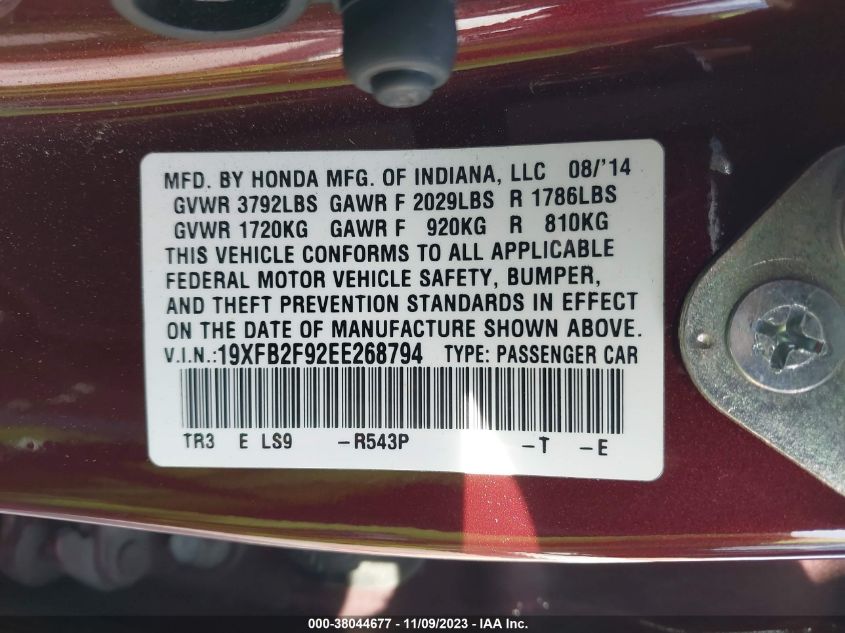 MFD. BY HONDA MFG. OF INDIANA, LLC 08/'14
GVWR 3792LBS GAWR F 2029LBS R 1786LBS
GVWR 1720KG GAWR F 920KG R 810KG
THIS VEHICLE CONFORMS TO ALL APPLICABLE
FEDERAL MOTOR VEHICLE SAFETY, BUMPER,
AND THEFT PREVENTION STANDARDS IN EFFECT
ON THE DATE OF MANUFACTURE SHOWN ABOVE.
V.I.N.:19XFB2F92EE268794 TYPE: PASSENGER CAR
TR3 E LS9 -R543P -T -E
000-38044677 - 11/09/2023 - IAAI Holdings, Inc.